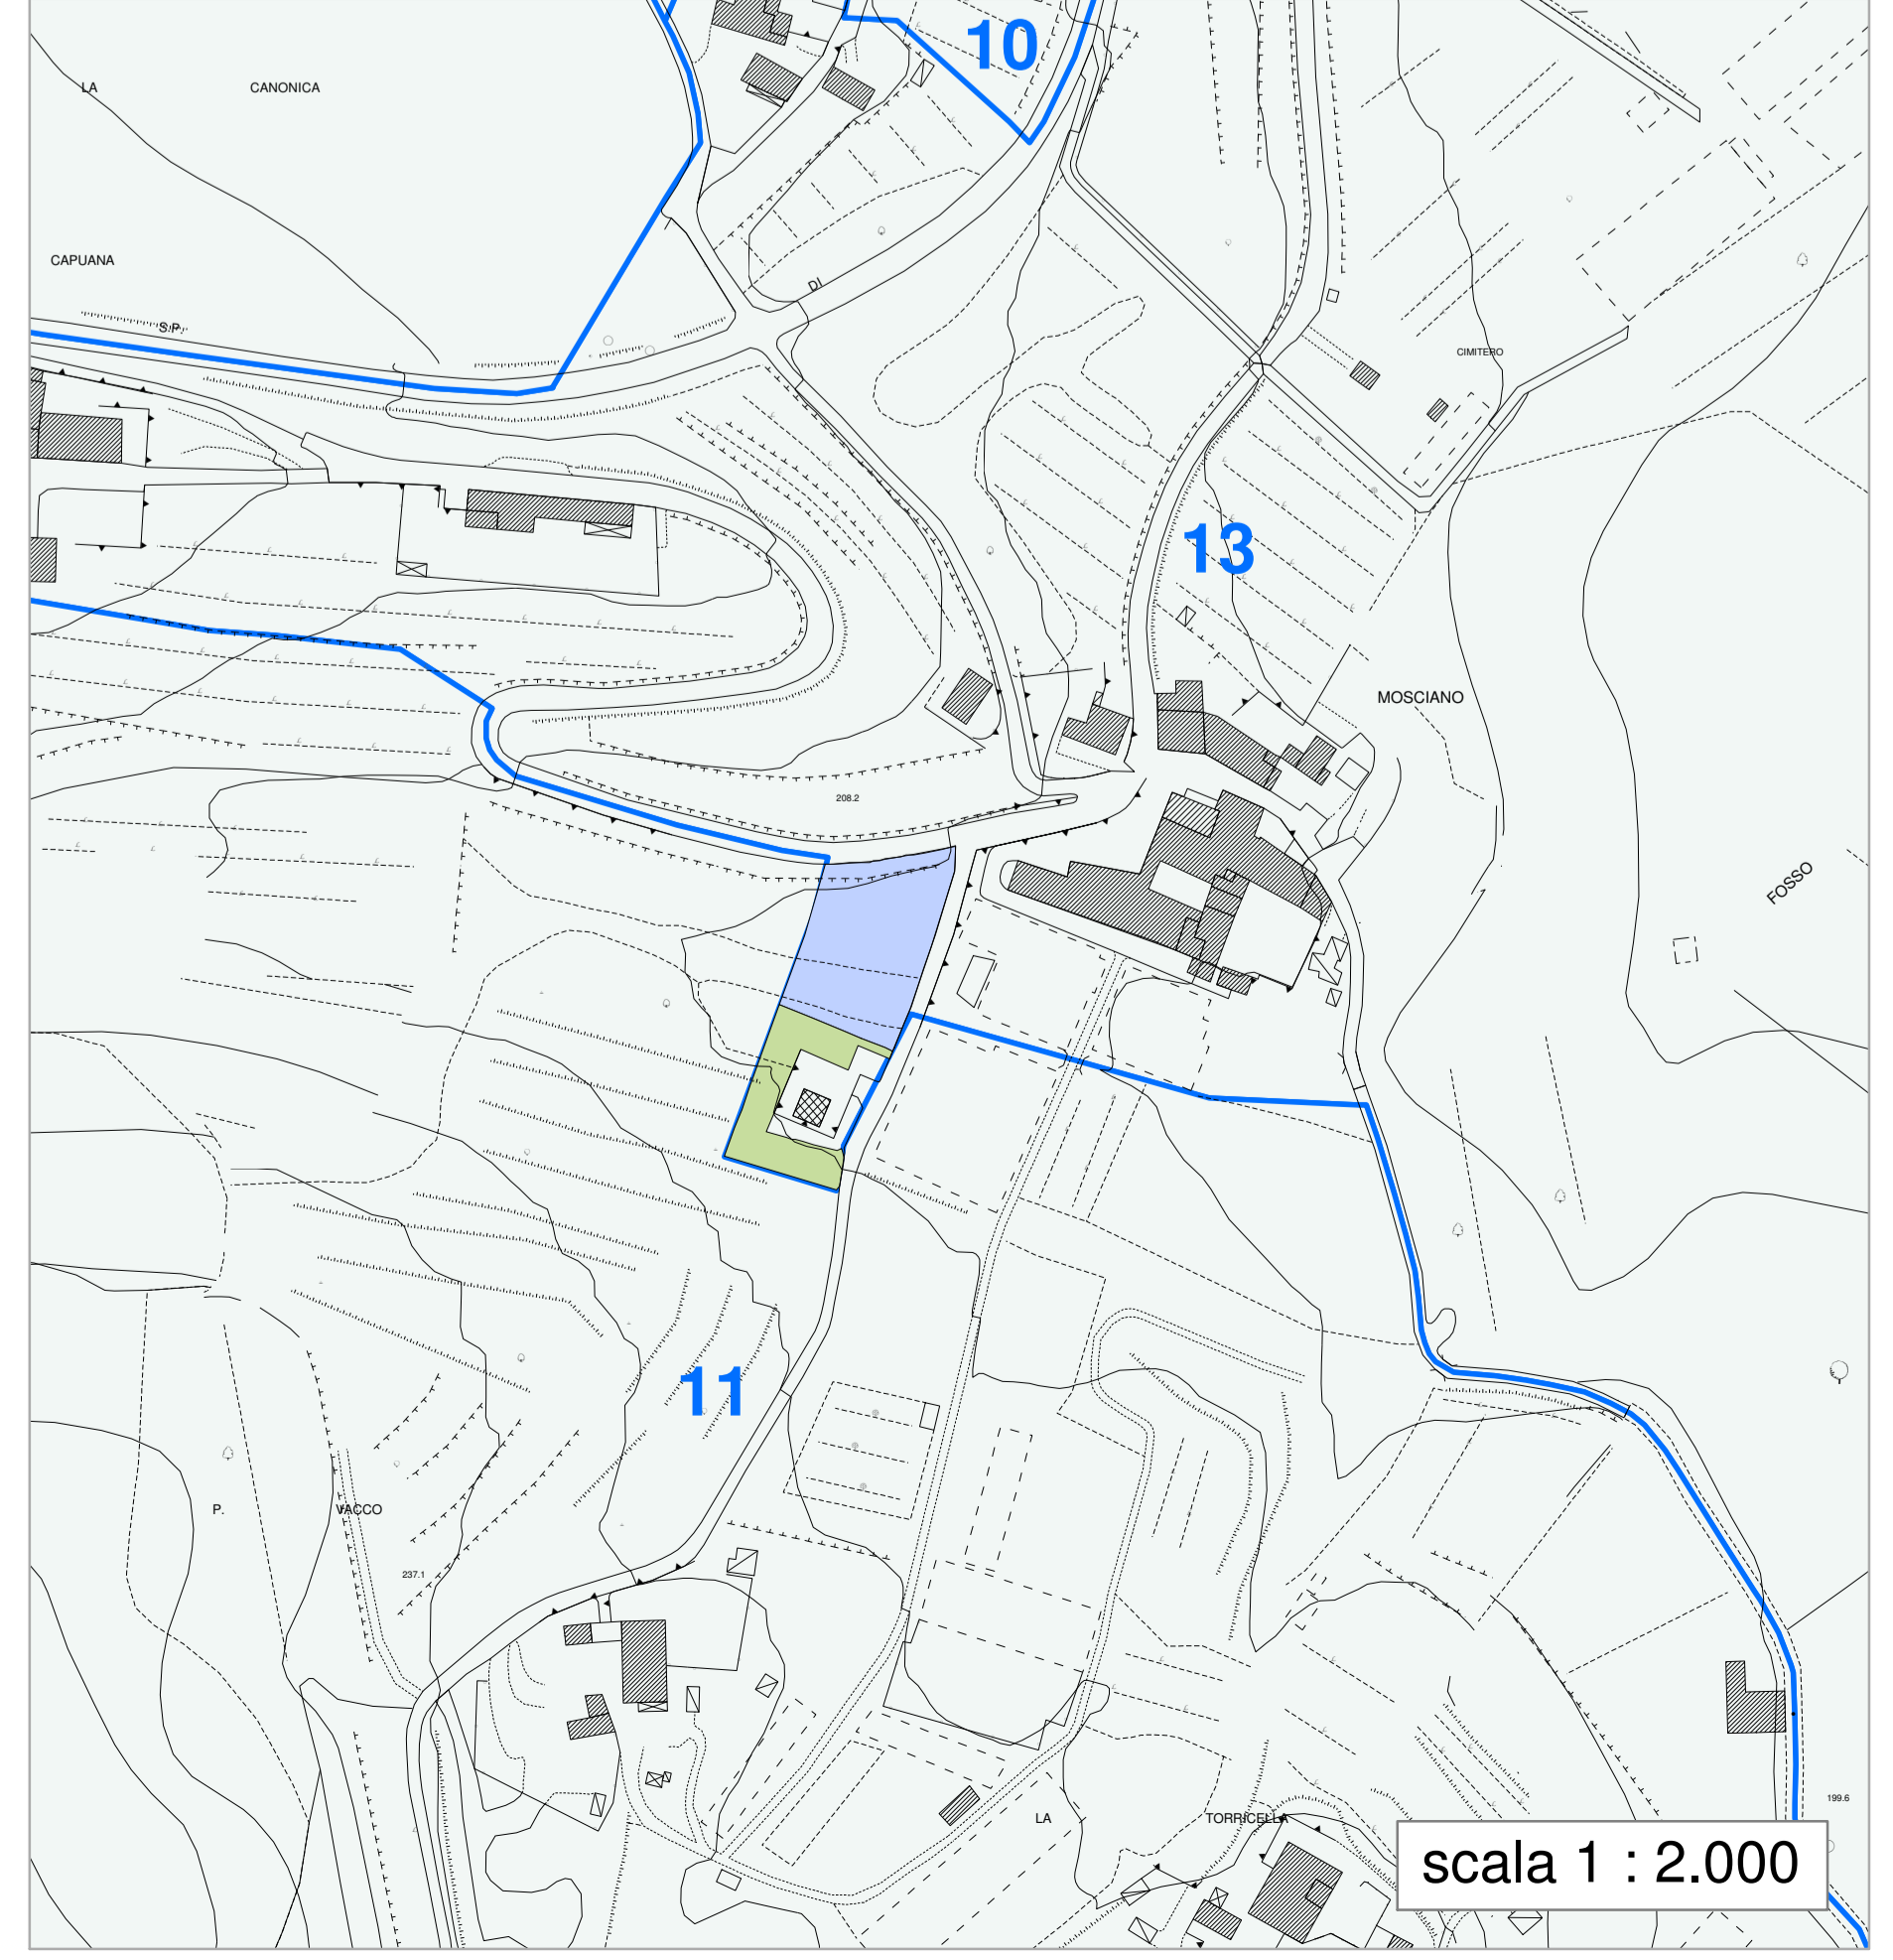 10
LA CANONICA
CAPUANA
DI
S.P.
CIMITERO
13
MOSCIANO
208.2
FOSSO
11
P. VACCO
237.1
199.6
LA TORRICELLA
scala 1 : 2.000